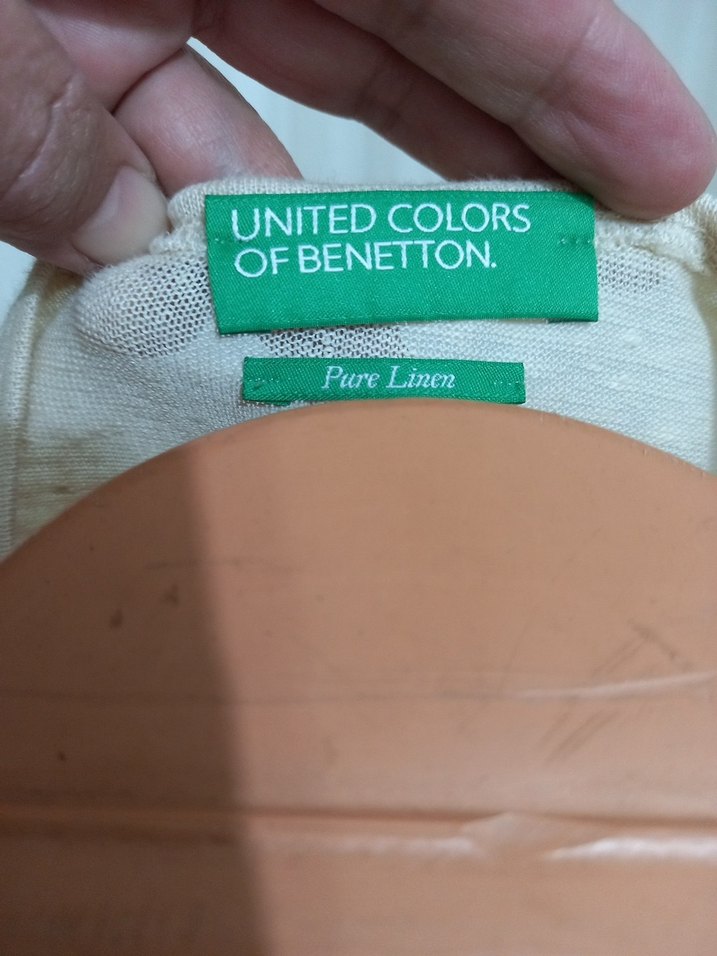 UNITED COLORS
OF BENETTON.
Pure Linen